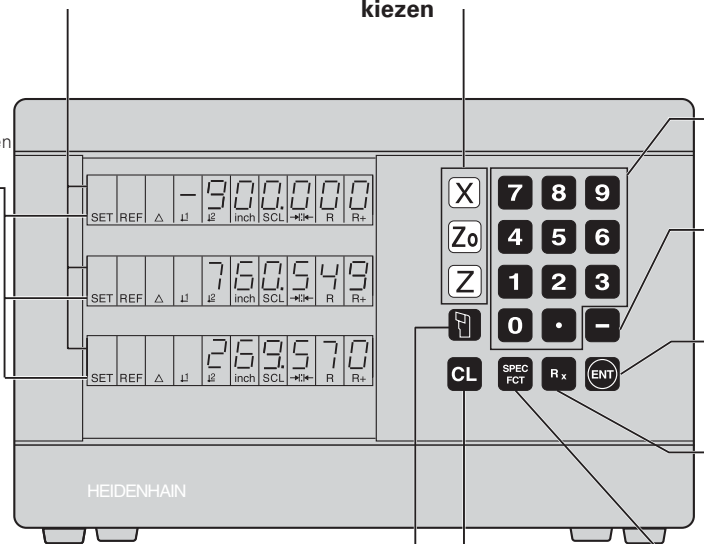 kiezen
en
- 900.000
SET REF △ inch SCL R R+
760.549
SET REF △ inch SCL R R+
269.570
SET REF △ inch SCL R R+
X 7 8 9
Zo 4 5 6
Z 1 2 3
0 . -
CL SPEC FCT Rx ENT
HEIDENHAIN